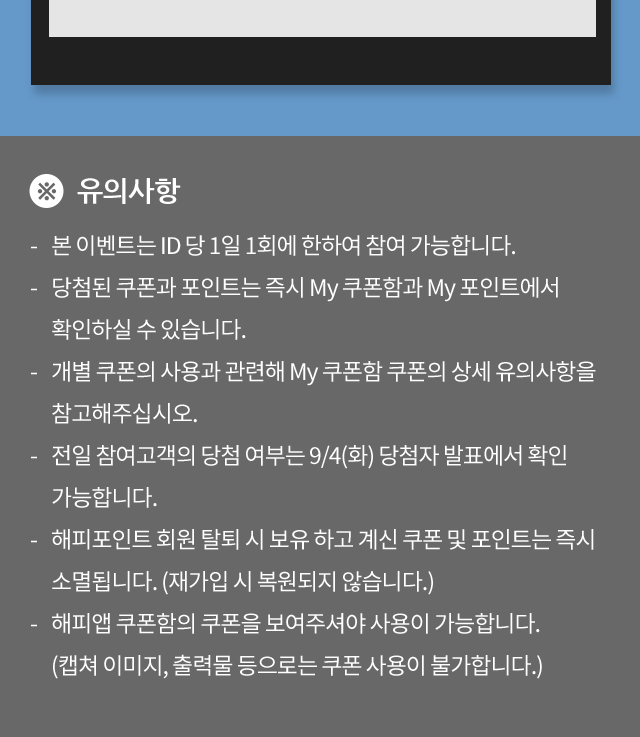 ※ 유의사항
- 본 이벤트는 ID 당 1일 1회에 한하여 참여 가능합니다.
- 당첨된 쿠폰과 포인트는 즉시 My 쿠폰함과 My 포인트에서
확인하실 수 있습니다.
- 개별 쿠폰의 사용과 관련해 My 쿠폰함 쿠폰의 상세 유의사항을
참고해주십시오.
- 전일 참여고객의 당첨 여부는 9/4(화) 당첨자 발표에서 확인
가능합니다.
- 해피포인트 회원 탈퇴 시 보유 하고 계신 쿠폰 및 포인트는 즉시
소멸됩니다. (재가입 시 복원되지 않습니다.)
- 해피앱 쿠폰함의 쿠폰을 보여주셔야 사용이 가능합니다.
(캡쳐 이미지, 출력물 등으로는 쿠폰 사용이 불가합니다.)